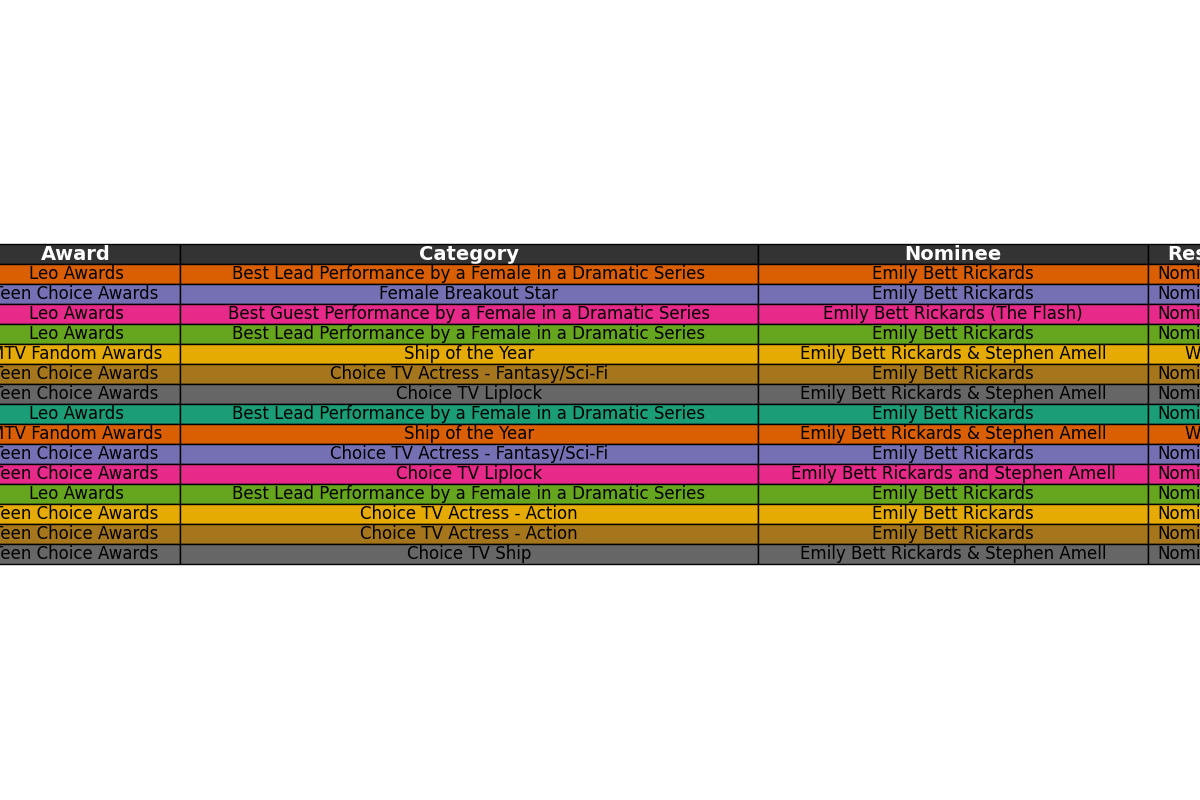 Award Category Nominee Res
Leo Awards Best Lead Performance by a Female in a Dramatic Series Emily Bett Rickards Nomi
een Choice Awards Female Breakout Star Emily Bett Rickards Nomi
Leo Awards Best Guest Performance by a Female in a Dramatic Series Emily Bett Rickards (The Flash) Nomi
Leo Awards Best Lead Performance by a Female in a Dramatic Series Emily Bett Rickards Nomi
MTV Fandom Awards Ship of the Year Emily Bett Rickards & Stephen Amell W
een Choice Awards Choice TV Actress - Fantasy/Sci-Fi Emily Bett Rickards Nomi
een Choice Awards Choice TV Liplock Emily Bett Rickards & Stephen Amell Nomi
Leo Awards Best Lead Performance by a Female in a Dramatic Series Emily Bett Rickards Nomi
MTV Fandom Awards Ship of the Year Emily Bett Rickards & Stephen Amell W
een Choice Awards Choice TV Actress - Fantasy/Sci-Fi Emily Bett Rickards Nomi
een Choice Awards Choice TV Liplock Emily Bett Rickards and Stephen Amell Nomi
Leo Awards Best Lead Performance by a Female in a Dramatic Series Emily Bett Rickards Nomi
een Choice Awards Choice TV Actress - Action Emily Bett Rickards Nomi
een Choice Awards Choice TV Actress - Action Emily Bett Rickards Nomi
een Choice Awards Choice TV Ship Emily Bett Rickards & Stephen Amell Nomi